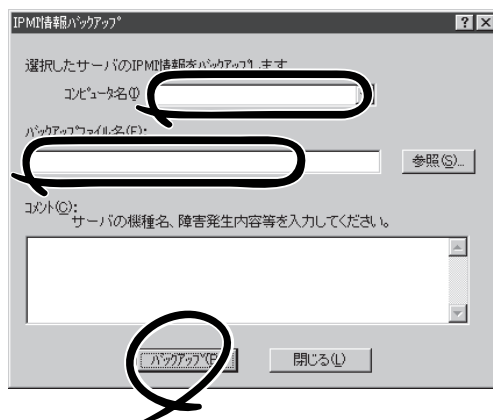 IPMI情報ﾊﾞｯｸｱｯﾌﾟ
選択したサーバのIPMI情報をﾊﾞｯｸｱｯﾌﾟします
ｺﾝﾋﾟｭｰﾀ名(I)
ﾊﾞｯｸｱｯﾌﾟﾌｧｲﾙ名(F):
参照(S)...
ｺﾒﾝﾄ(C):
サーバの機種名、障害発生内容等を入力してください。
ﾊﾞｯｸｱｯﾌﾟ
閉じる(L)